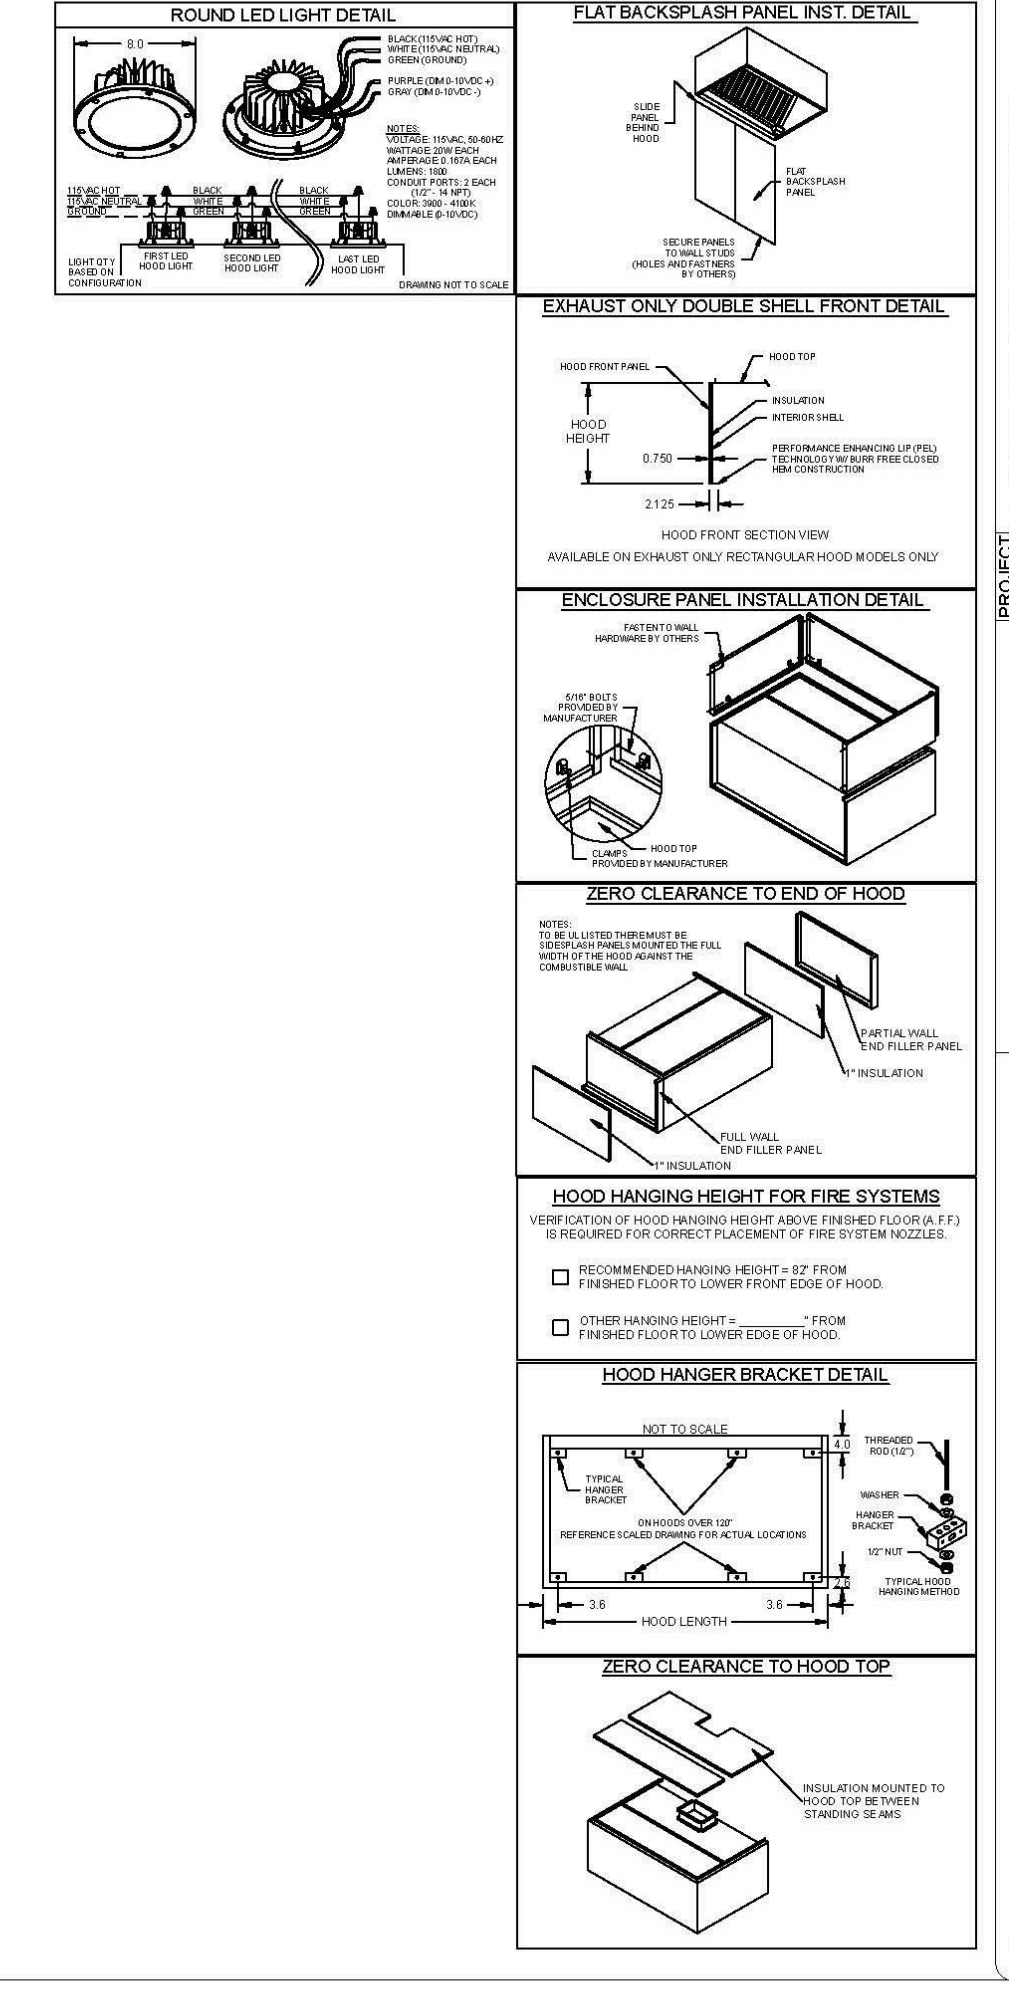 ROUND LED LIGHT DETAIL
8.0
BLACK (115VAC HOT)
WHITE (115VAC NEUTRAL)
GREEN (GROUND)
PURPLE (DIM 0-10VDC +)
GRAY (DIM 0-10VDC -)
NOTES:
VOLTAGE: 115VAC, 50-60HZ
WATTAGE: 20W EACH
AMPERAGE: 0.167A EACH
LUMENS: 1800
CONDUIT PORTS: 2 EACH
(1/2" - 14 NPT)
COLOR: 3900 - 4100K
DIMMABLE (0-10VDC)
115VAC HOT
115VAC NEUTRAL
GROUND
BLACK
WHITE
GREEN
BLACK
WHITE
GREEN
LIGHT QTY
BASED ON
CONFIGURATION
FIRST LED
HOOD LIGHT
SECOND LED
HOOD LIGHT
LAST LED
HOOD LIGHT
DRAWING NOT TO SCALE
FLAT BACKSPLASH PANEL INST. DETAIL
SLIDE
PANEL
BEHIND
HOOD
FLAT
BACKSPLASH
PANEL
SECURE PANELS
TO WALL STUDS
(HOLES AND FASTNERS
BY OTHERS)
EXHAUST ONLY DOUBLE SHELL FRONT DETAIL
HOOD FRONT PANEL
HOOD TOP
INSULATION
INTERIOR SHELL
HOOD
HEIGHT
0.750
PERFORMANCE ENHANCING LIP (PEL)
TECHNOLOGY W/ BURR FREE CLOSED
HEM CONSTRUCTION
2.125
HOOD FRONT SECTION VIEW
AVAILABLE ON EXHAUST ONLY RECTANGULAR HOOD MODELS ONLY
ENCLOSURE PANEL INSTALLATION DETAIL
FASTEN TO WALL
HARDWARE BY OTHERS
5/16" BOLTS
PROVIDED BY
MANUFACTURER
HOOD TOP
CLAMPS
PROVIDED BY MANUFACTURER
ZERO CLEARANCE TO END OF HOOD
NOTES:
TO BE UL LISTED THERE MUST BE
SIDESPLASH PANELS MOUNTED THE FULL
WIDTH OF THE HOOD AGAINST THE
COMBUSTIBLE WALL
PARTIAL WALL
END FILLER PANEL
1" INSULATION
FULL WALL
END FILLER PANEL
1" INSULATION
HOOD HANGING HEIGHT FOR FIRE SYSTEMS
VERIFICATION OF HOOD HANGING HEIGHT ABOVE FINISHED FLOOR (A.F.F.)
IS REQUIRED FOR CORRECT PLACEMENT OF FIRE SYSTEM NOZZLES.
RECOMMENDED HANGING HEIGHT = 82" FROM
FINISHED FLOOR TO LOWER FRONT EDGE OF HOOD.
OTHER HANGING HEIGHT = __________" FROM
FINISHED FLOOR TO LOWER EDGE OF HOOD.
HOOD HANGER BRACKET DETAIL
NOT TO SCALE
4.0
TYPICAL
HANGER
BRACKET
ON HOODS OVER 120"
REFERENCE SCALED DRAWING FOR ACTUAL LOCATIONS
2.6
3.6
3.6
HOOD LENGTH
THREADED
ROD (1/2")
WASHER
HANGER
BRACKET
1/2" NUT
TYPICAL HOOD
HANGING METHOD
ZERO CLEARANCE TO HOOD TOP
INSULATION MOUNTED TO
HOOD TOP BETWEEN
STANDING SEAMS
PROJECT